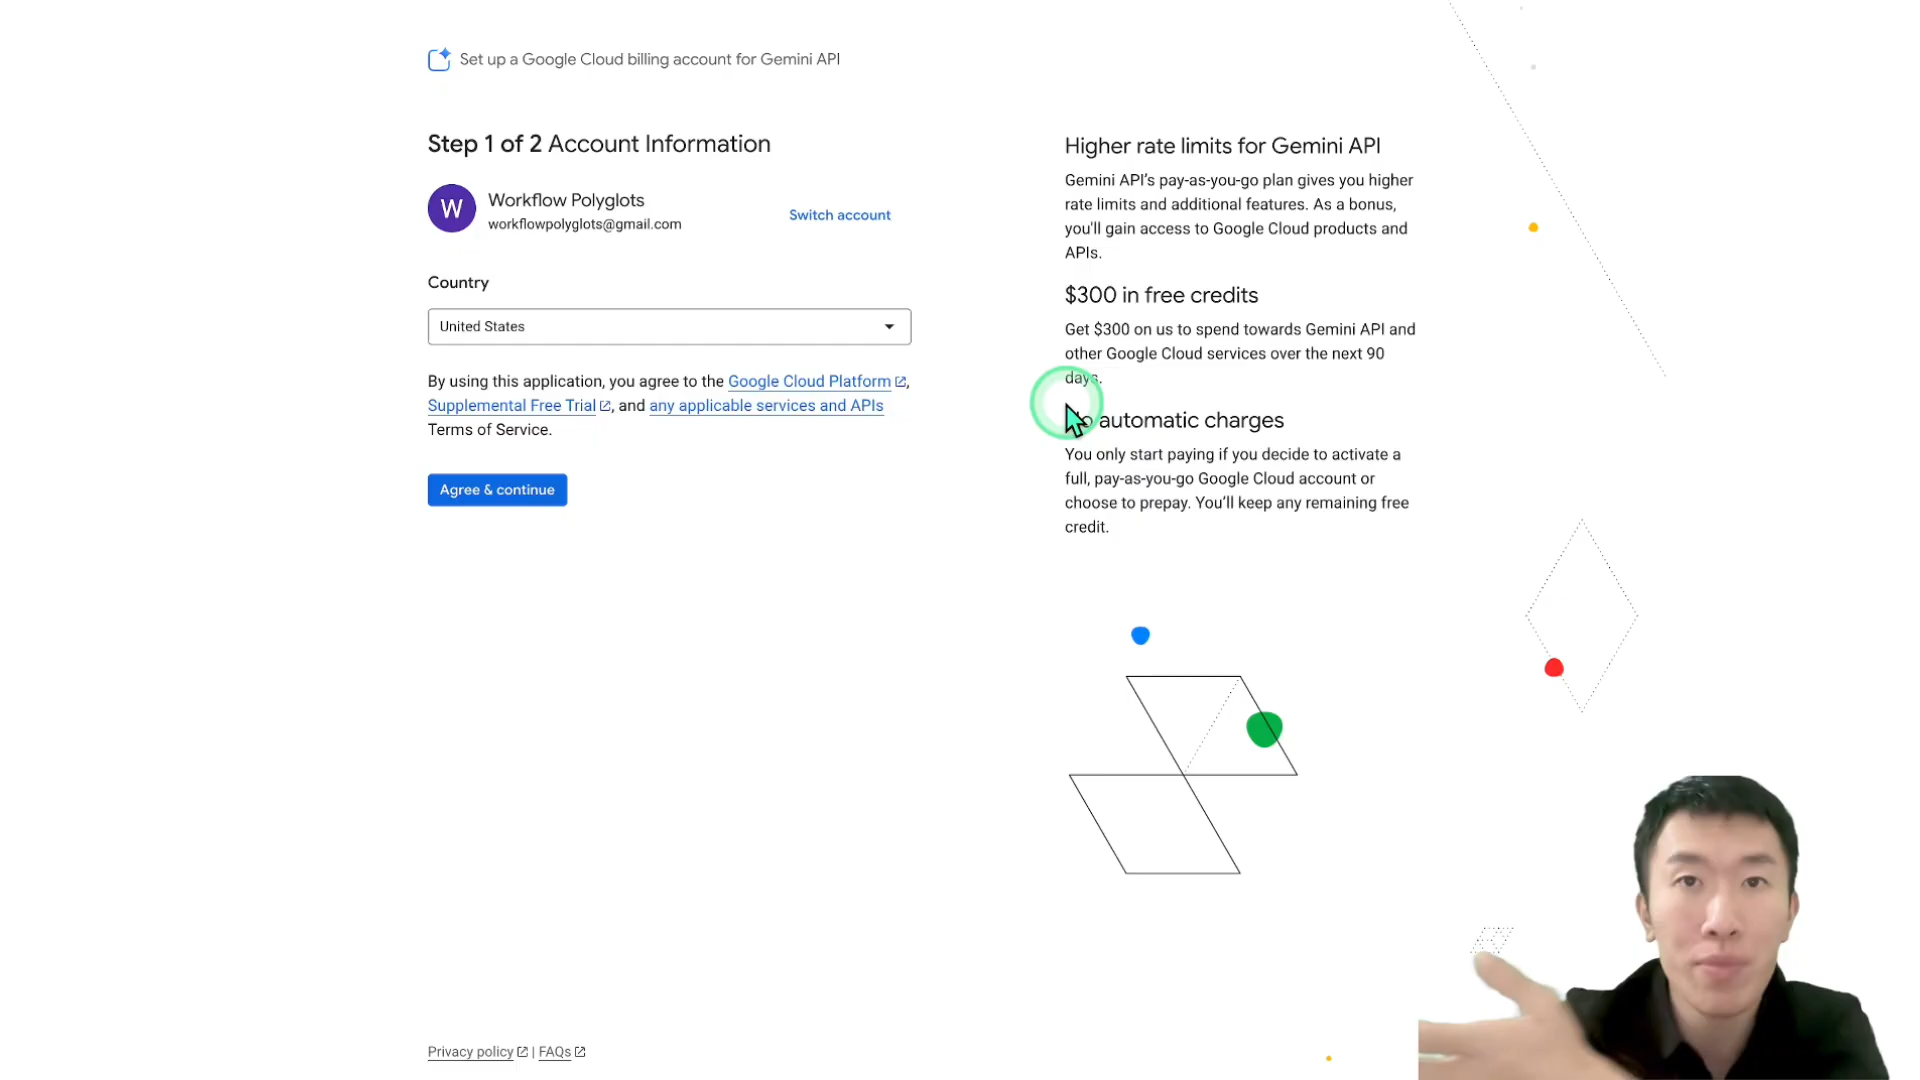 Set up a Google Cloud billing account for Gemini API
Step 1 of 2 Account Information
W
Workflow Polyglots
workflowpolyglots@gmail.com
Switch account
Country
United States
By using this application, you agree to the Google Cloud Platform,
Supplemental Free Trial, and any applicable services and APIs
Terms of Service.
Agree & continue
Higher rate limits for Gemini API
Gemini API's pay-as-you-go plan gives you higher
rate limits and additional features. As a bonus,
you'll gain access to Google Cloud products and
APIs.
$300 in free credits
Get $300 on us to spend towards Gemini API and
other Google Cloud services over the next 90
days.
No automatic charges
You only start paying if you decide to activate a
full, pay-as-you-go Google Cloud account or
choose to prepay. You'll keep any remaining free
credit.
Privacy policy | FAQs